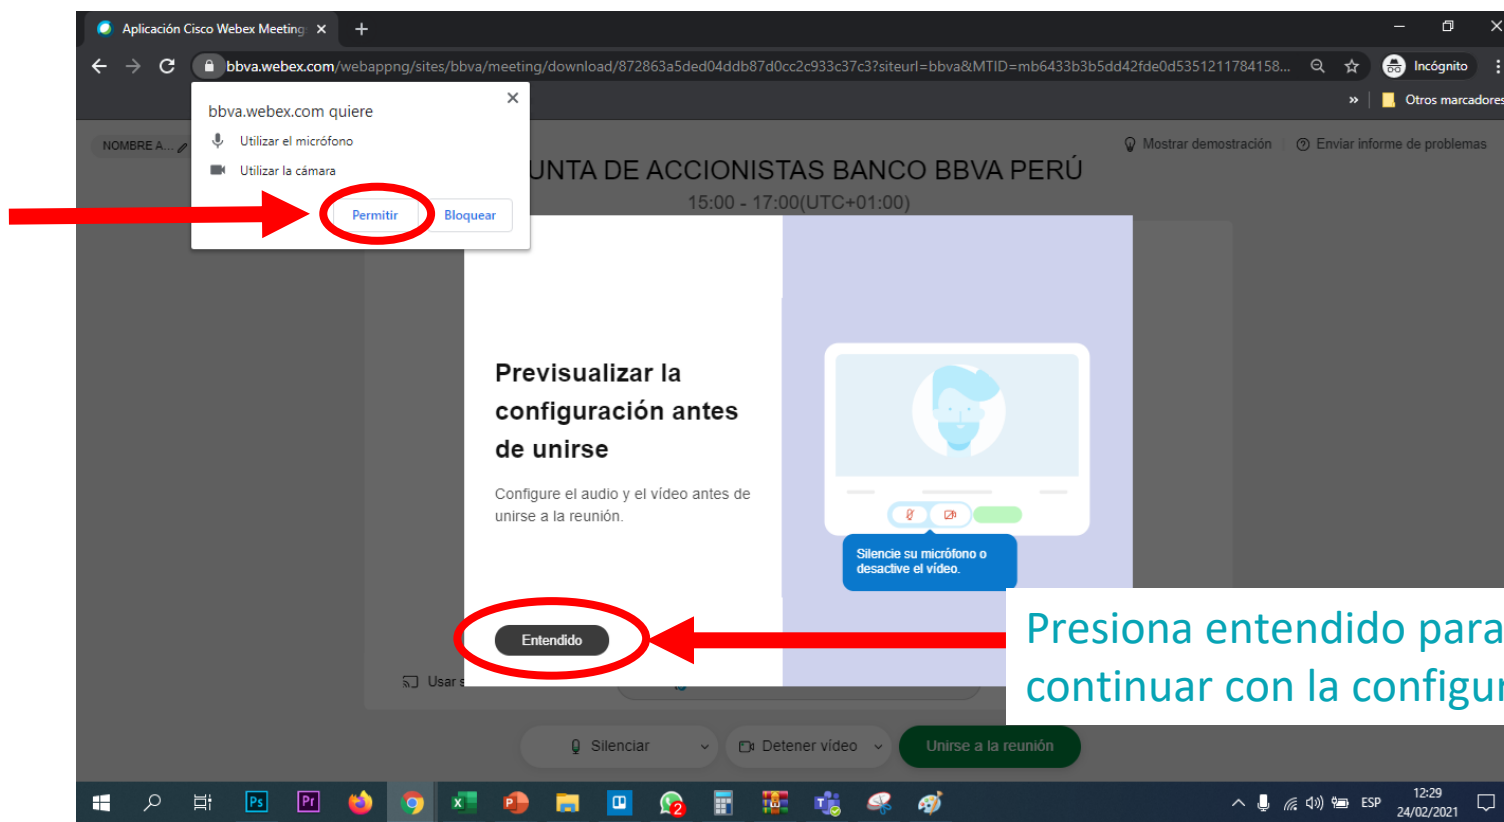 Aplicación Cisco Webex Meeting
bbva.webex.com/webappng/sites/bbva/meeting/download/872863a5ded04ddb87d0cc2c933c37c3?siteurl=bbva&MTID=mb6433b3b5dd42fde0d5351211784158...
Incógnito
Otros marcadores
bbva.webex.com quiere
Utilizar el micrófono
Utilizar la cámara
Permitir
Bloquear
NOMBRE A...
Mostrar demostración
Enviar informe de problemas
UNTA DE ACCIONISTAS BANCO BBVA PERÚ
15:00 - 17:00(UTC+01:00)
Previsualizar la
configuración antes
de unirse
Configure el audio y el vídeo antes de
unirse a la reunión.
Silencie su micrófono o
desactive el vídeo.
Entendido
Presiona entendido para
continuar con la configur
Usar s
Silenciar
Detener vídeo
Unirse a la reunión
Ps
Pr
2
ESP
12:29
24/02/2021